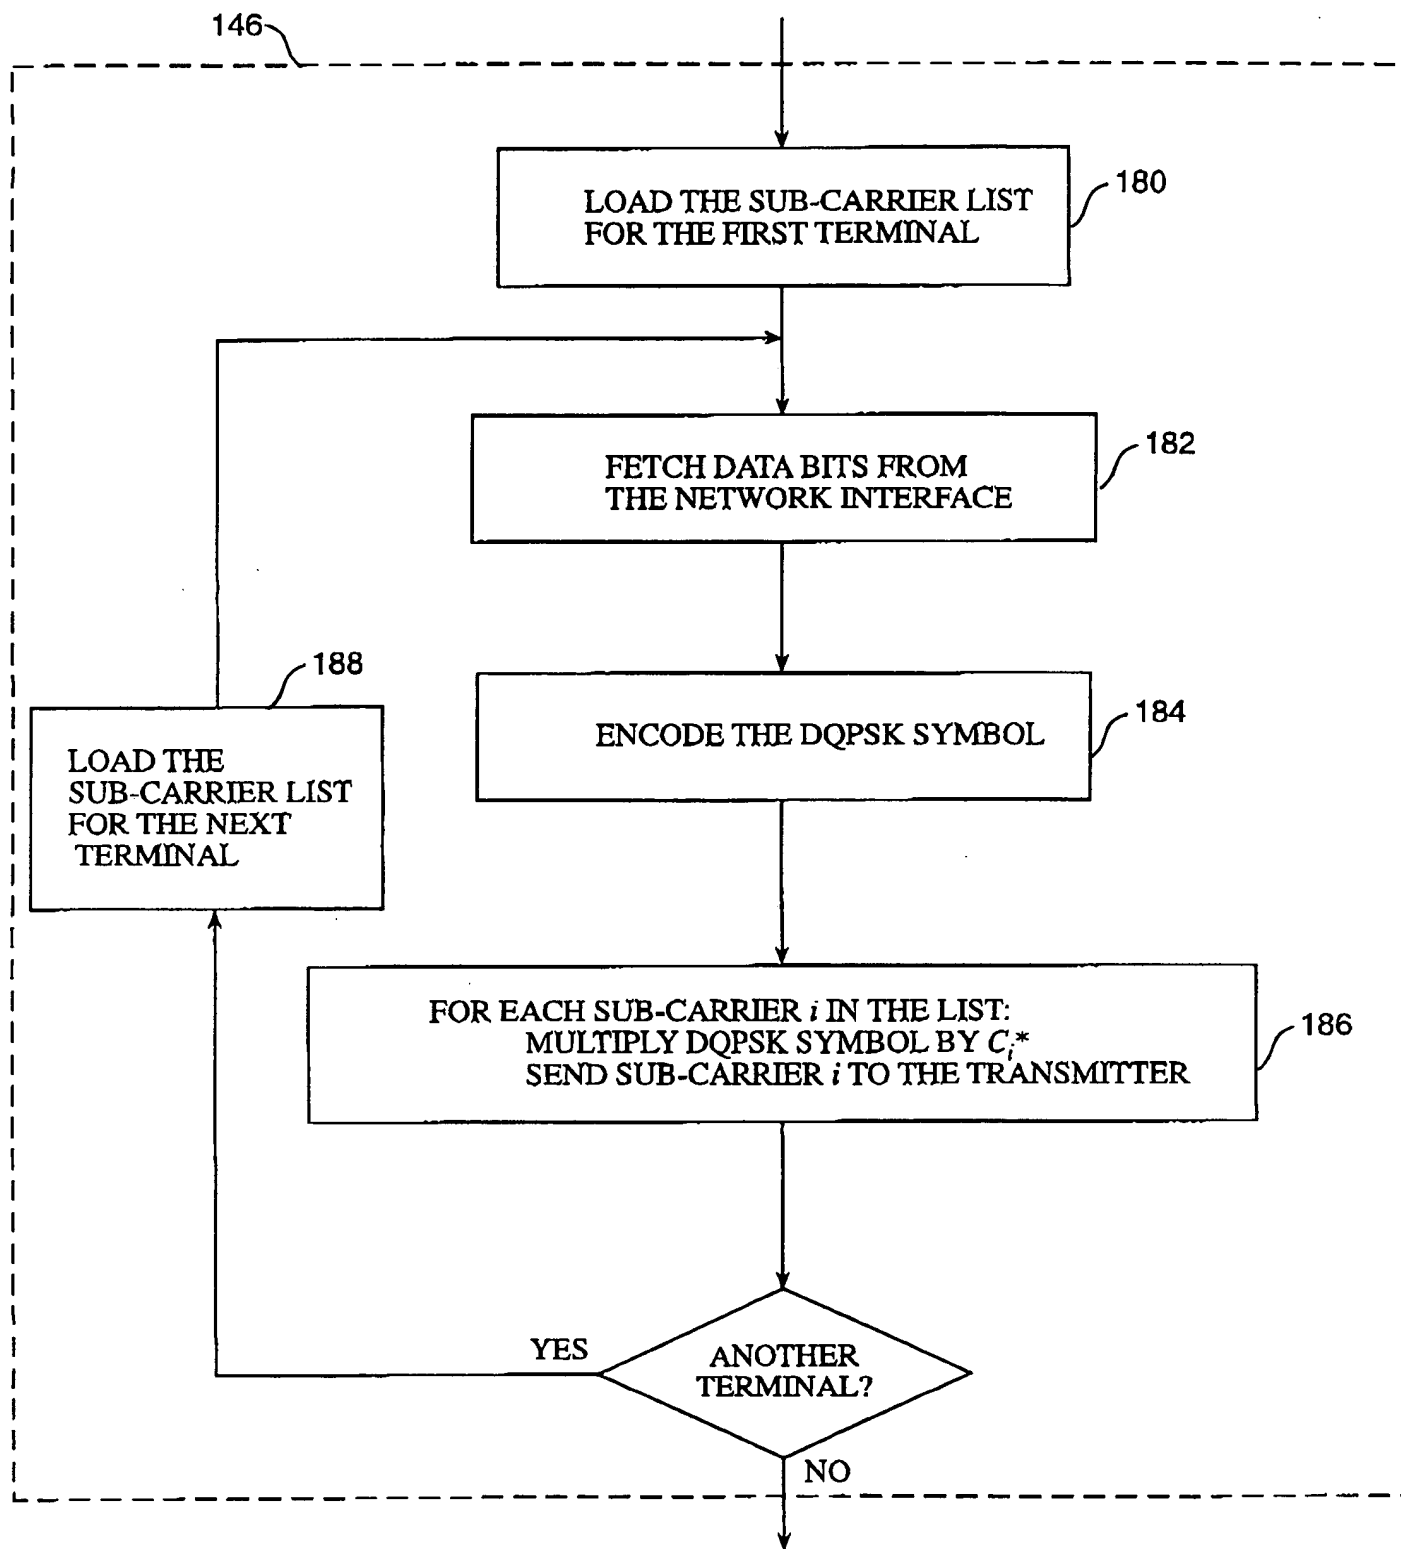 146
LOAD THE SUB-CARRIER LIST
FOR THE FIRST TERMINAL
180
FETCH DATA BITS FROM
THE NETWORK INTERFACE
182
ENCODE THE DQPSK SYMBOL
184
188
LOAD THE
SUB-CARRIER LIST
FOR THE NEXT
TERMINAL
FOR EACH SUB-CARRIER i IN THE LIST:
MULTIPLY DQPSK SYMBOL BY Cᵢ*
SEND SUB-CARRIER i TO THE TRANSMITTER
186
YES
ANOTHER
TERMINAL?
NO